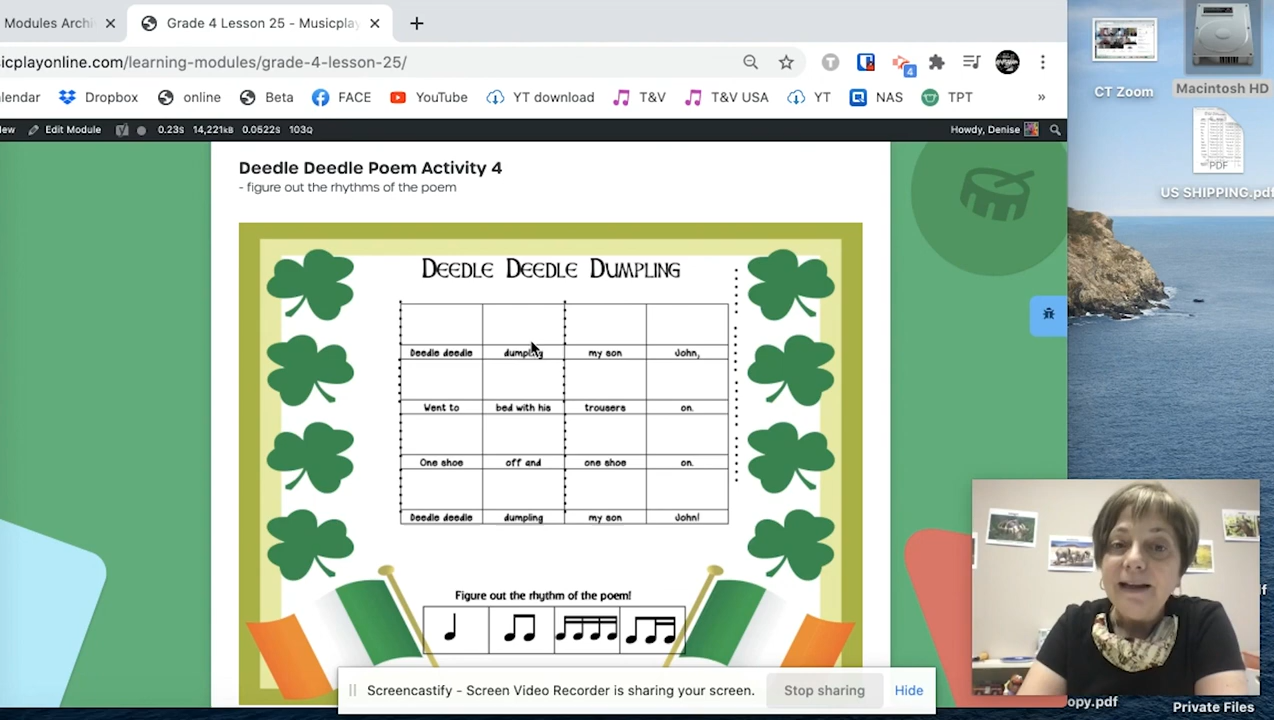 Modules Archi
Grade 4 Lesson 25 - Musicplay
icplayonline.com/learning-modules/grade-4-lesson-25/
4
T
alendar Dropbox online Beta FACE YouTube YT download T&V T&V USA YT NAS TPT »
New Edit Module 0.23s 14,221kB 0.0522s 103Q Howdy, Denise
CT Zoom
Macintosh HD
PDF
US SHIPPING.pdf
Deedle Deedle Poem Activity 4
- figure out the rhythms of the poem
DEEDLE DEEDLE DUMPLING
Deedle deedle dumpling my son John,
Went to bed with his trousers on.
One shoe off and one shoe on.
Deedle deedle dumpling my son John!
Figure out the rhythm of the poem!
Screencastify - Screen Video Recorder is sharing your screen. Stop sharing Hide
opy.pdf
Private Files